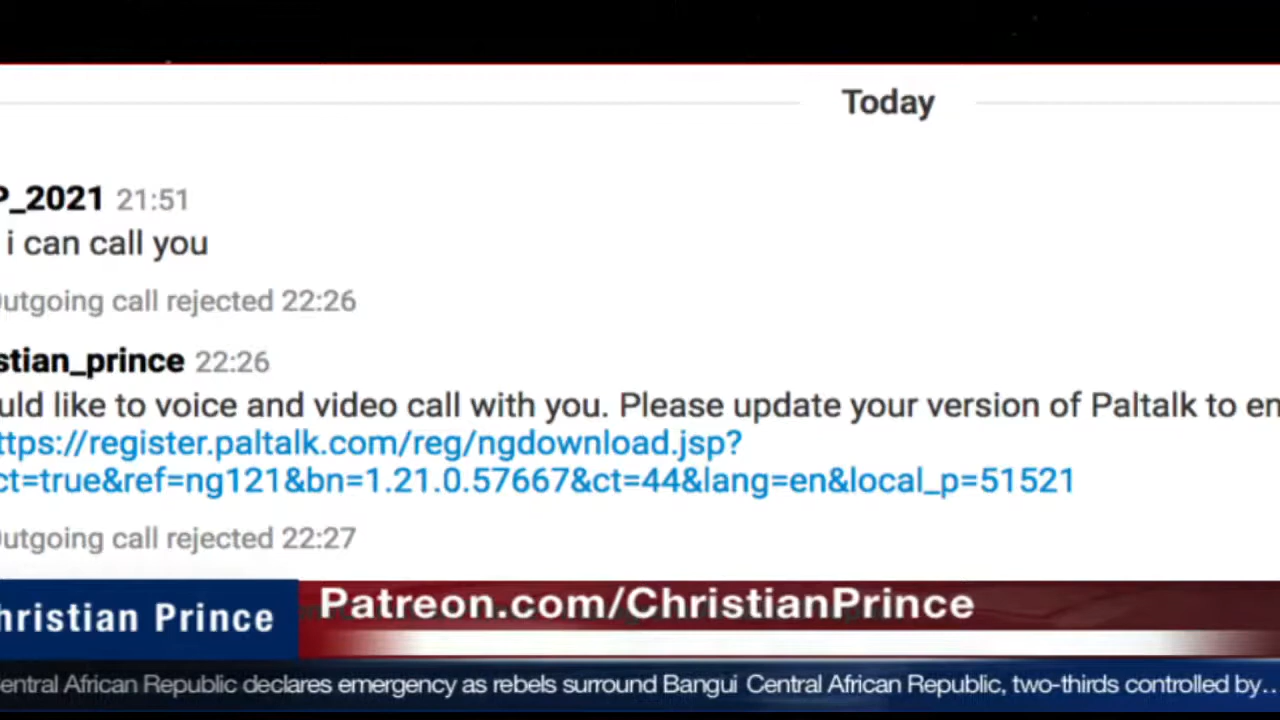 Today
P_2021 21:51
i can call you
utgoing call rejected 22:26
stian_prince 22:26
uld like to voice and video call with you. Please update your version of Paltalk to en
ttps://register.paltalk.com/reg/ngdownload.jsp?
ct=true&ref=ng121&bn=1.21.0.57667&ct=44&lang=en&local_p=51521
utgoing call rejected 22:27
hristian Prince
Patreon.com/ChristianPrince
entral African Republic declares emergency as rebels surround Bangui Central African Republic, two-thirds controlled by...